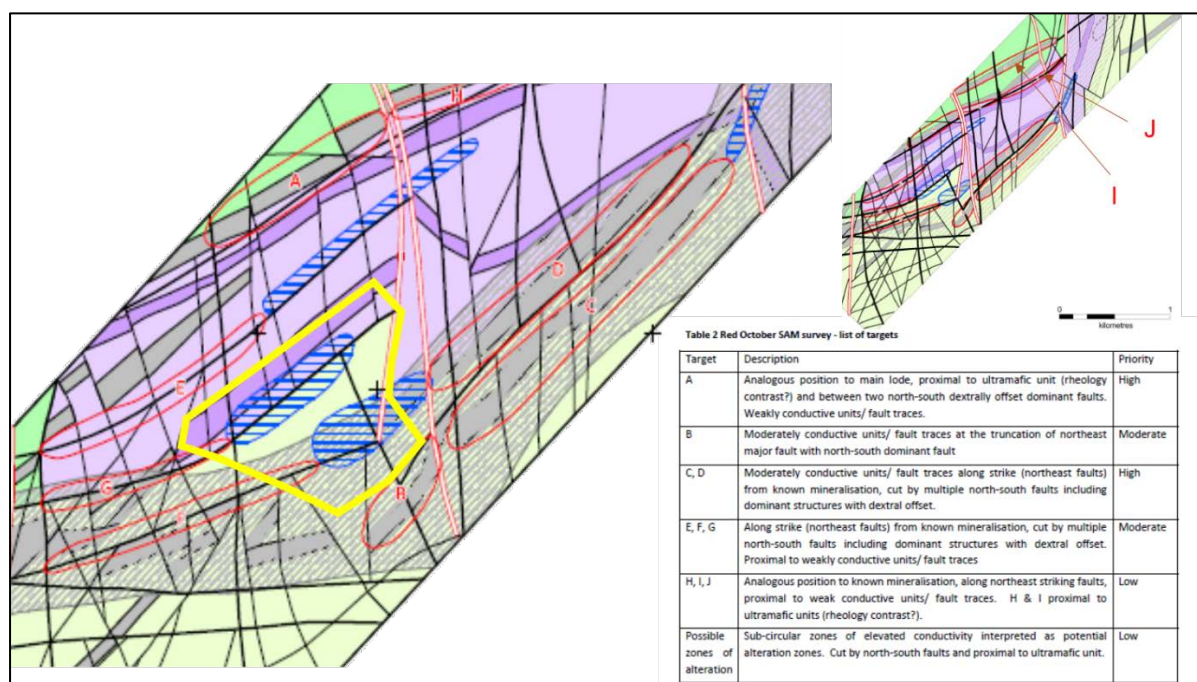 H
A
D
C
E
B
G
F
J
I
0 1
kilometres
Table 2 Red October SAM survey - list of targets
Target Description Priority
A Analogous position to main lode, proximal to ultramafic unit (rheology High
contrast?) and between two north-south dextrally offset dominant faults.
Weakly conductive units/ fault traces.
B Moderately conductive units/ fault traces at the truncation of northeast Moderate
major fault with north-south dominant fault
C, D Moderately conductive units/ fault traces along strike (northeast faults) High
from known mineralisation, cut by multiple north-south faults including
dominant structures with dextral offset.
E, F, G Along strike (northeast faults) from known mineralisation, cut by multiple Moderate
north-south faults including dominant structures with dextral offset.
Proximal to weakly conductive units/ fault traces
H, I, J Analogous position to known mineralisation, along northeast striking faults, Low
proximal to weak conductive units/ fault traces. H & I proximal to
ultramafic units (rheology contrast?).
Possible Sub-circular zones of elevated conductivity interpreted as potential Low
zones of alteration zones. Cut by north-south faults and proximal to ultramafic unit.
alteration